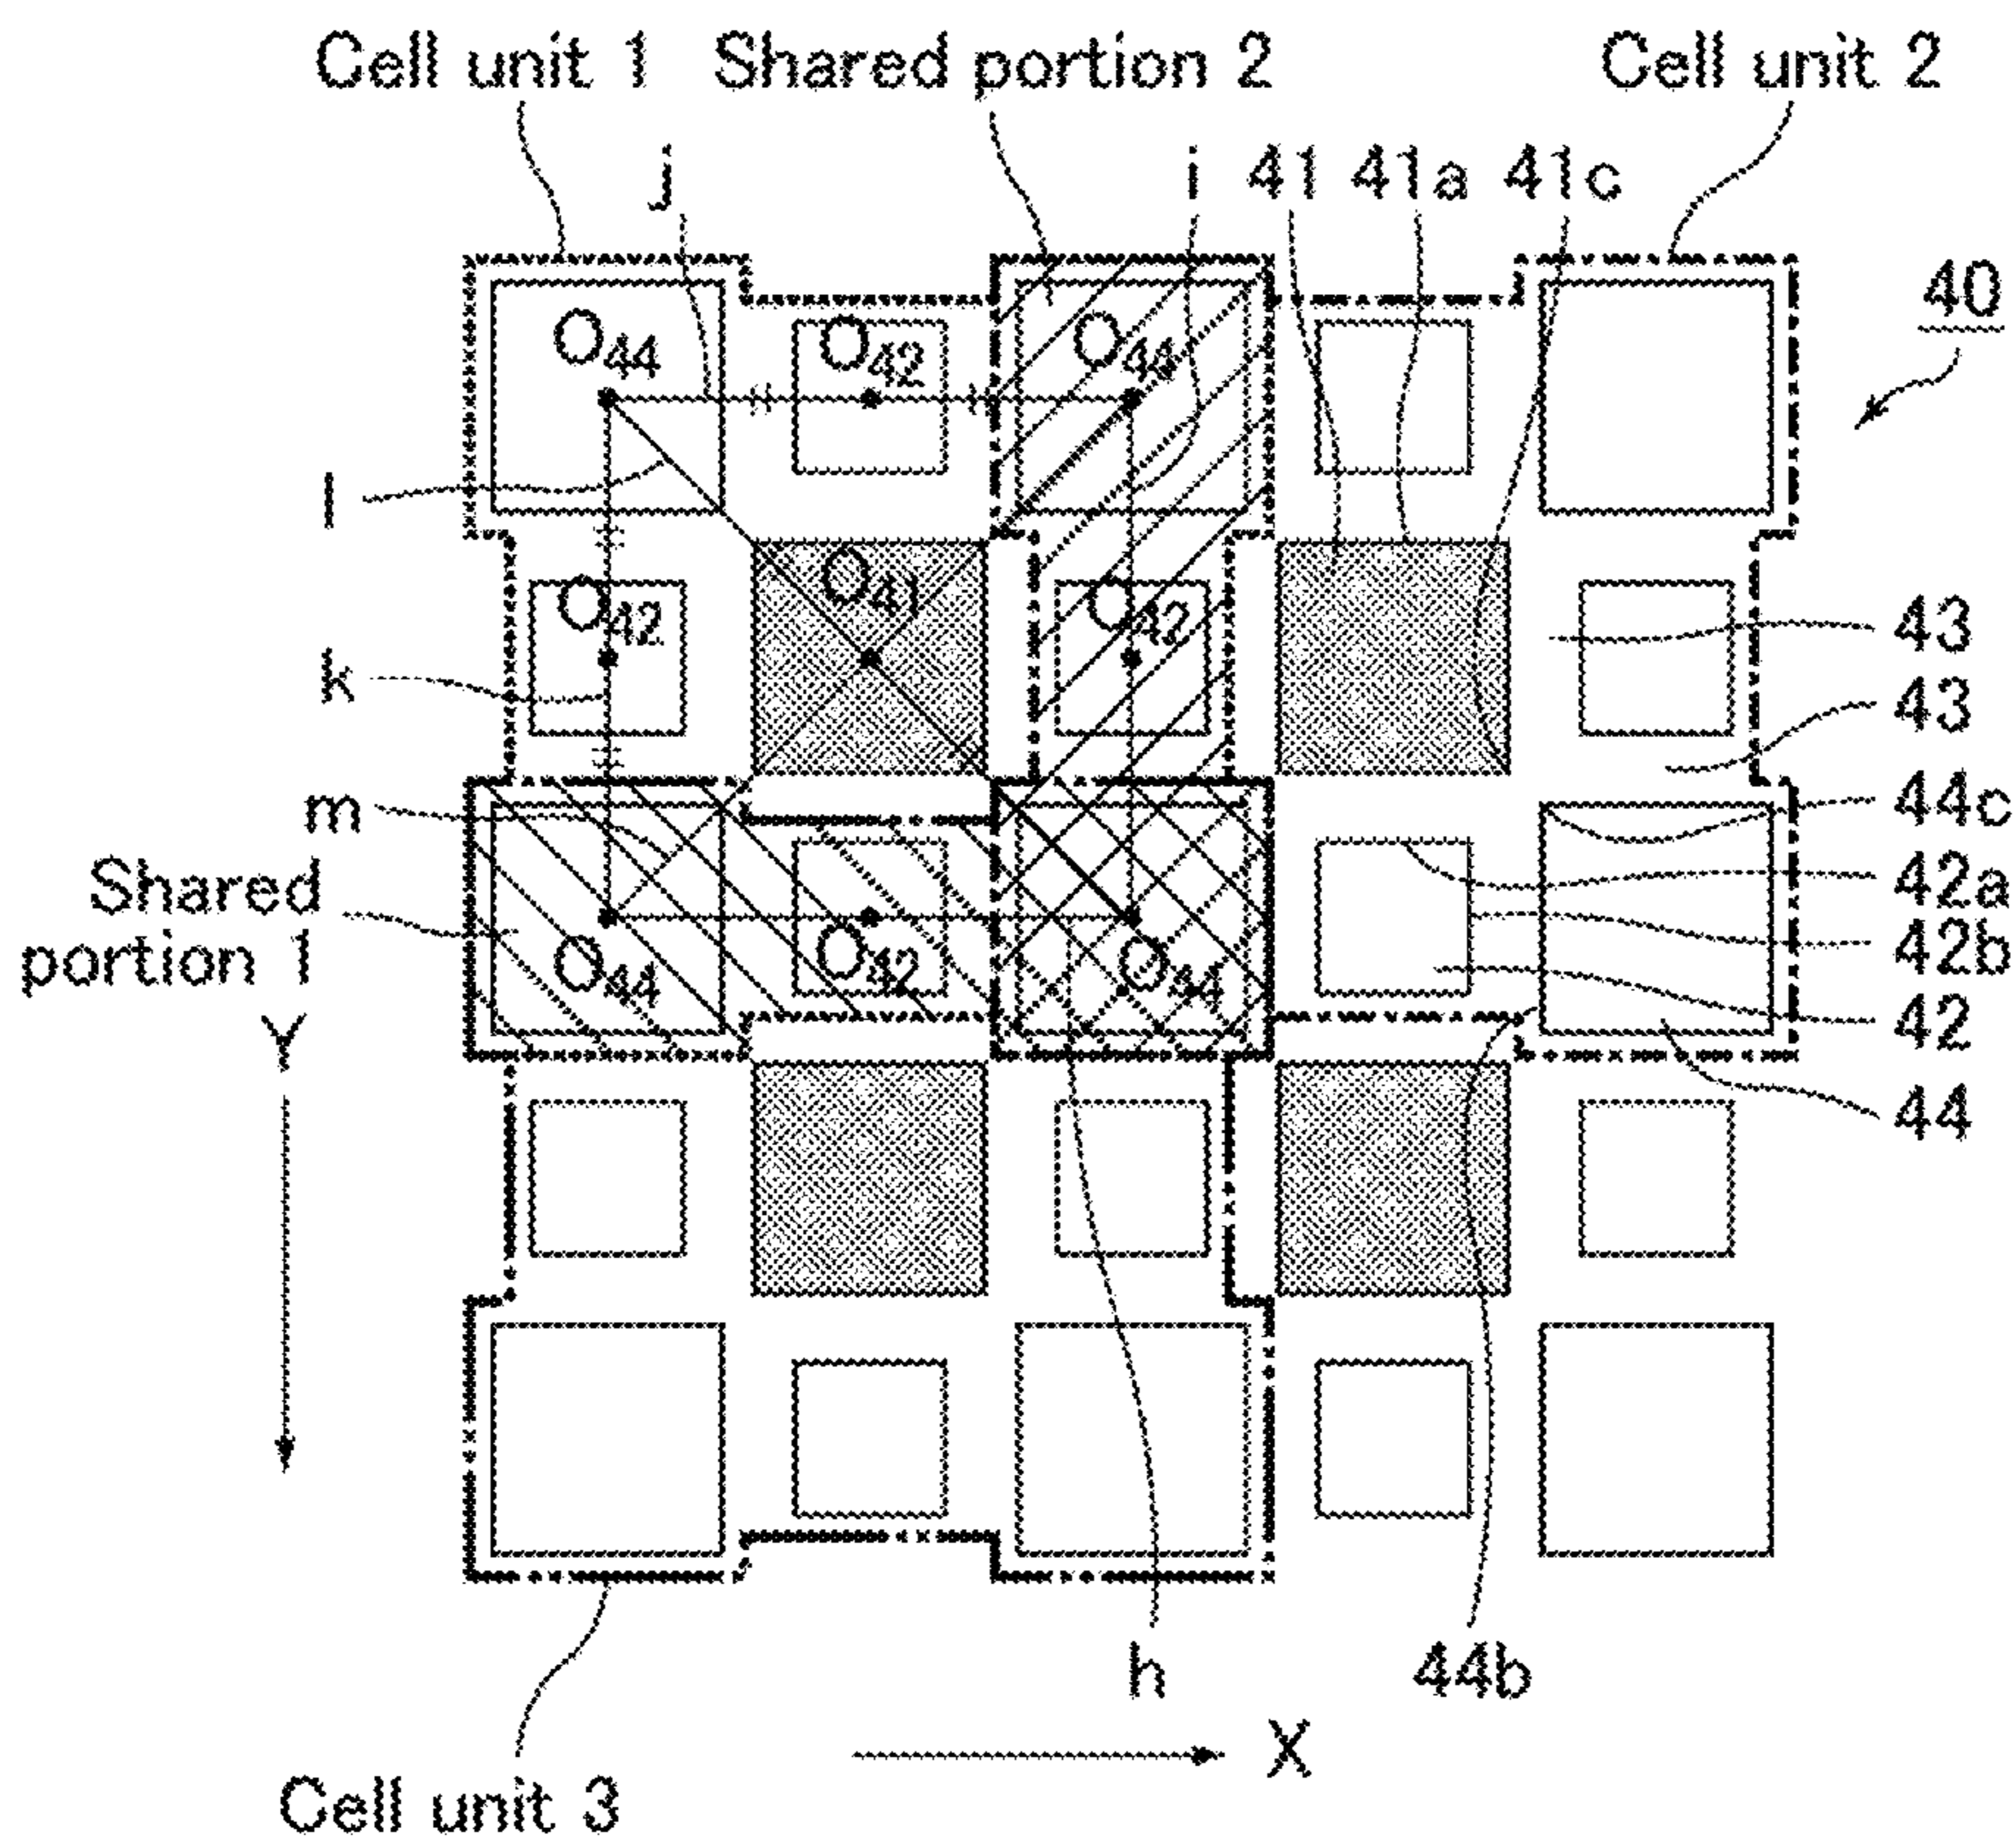 Cell unit 1 Shared portion 2 Cell unit 2
j i 41 41a 41c
40
O44 O42 O44
l
O42 O41 O42
43
k
43
m
44c
Shared
portion 1
42a
42b
O44 O42 O44
42
Y
44
h 44b
X
Cell unit 3